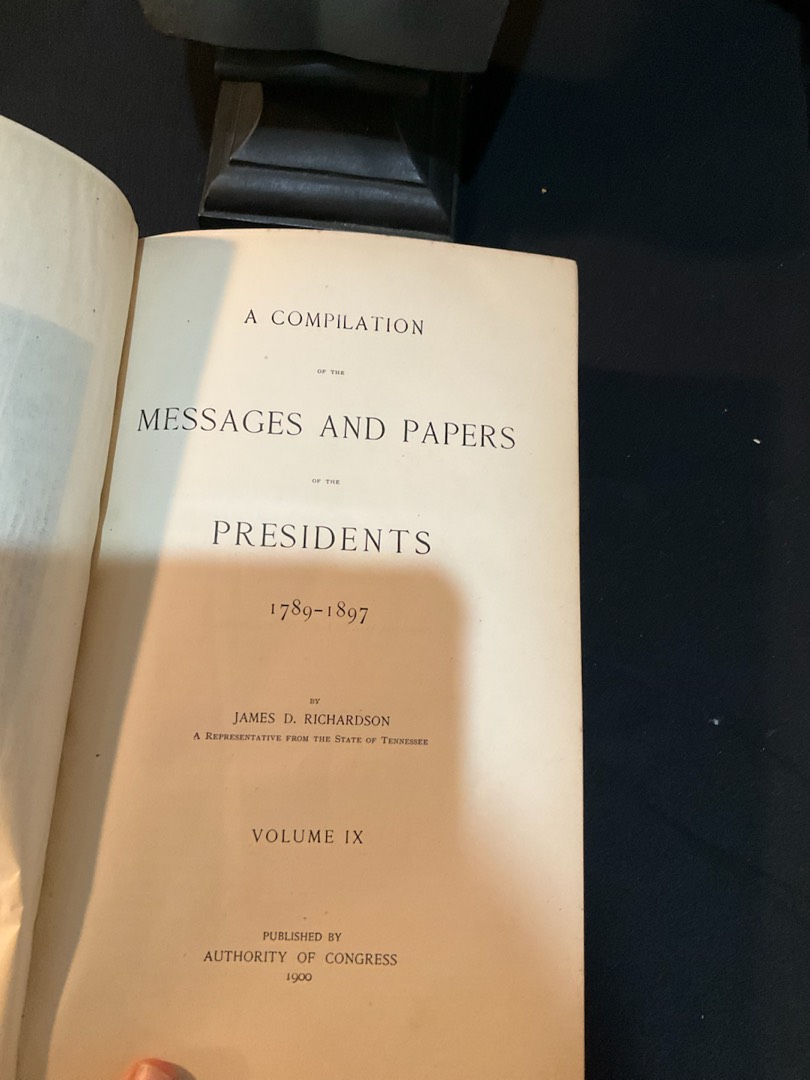 A COMPILATION
OF THE
MESSAGES AND PAPERS
OF THE
PRESIDENTS
1789-1897
BY
JAMES D. RICHARDSON
A REPRESENTATIVE FROM THE STATE OF TENNESSEE
VOLUME IX
PUBLISHED BY
AUTHORITY OF CONGRESS
1900